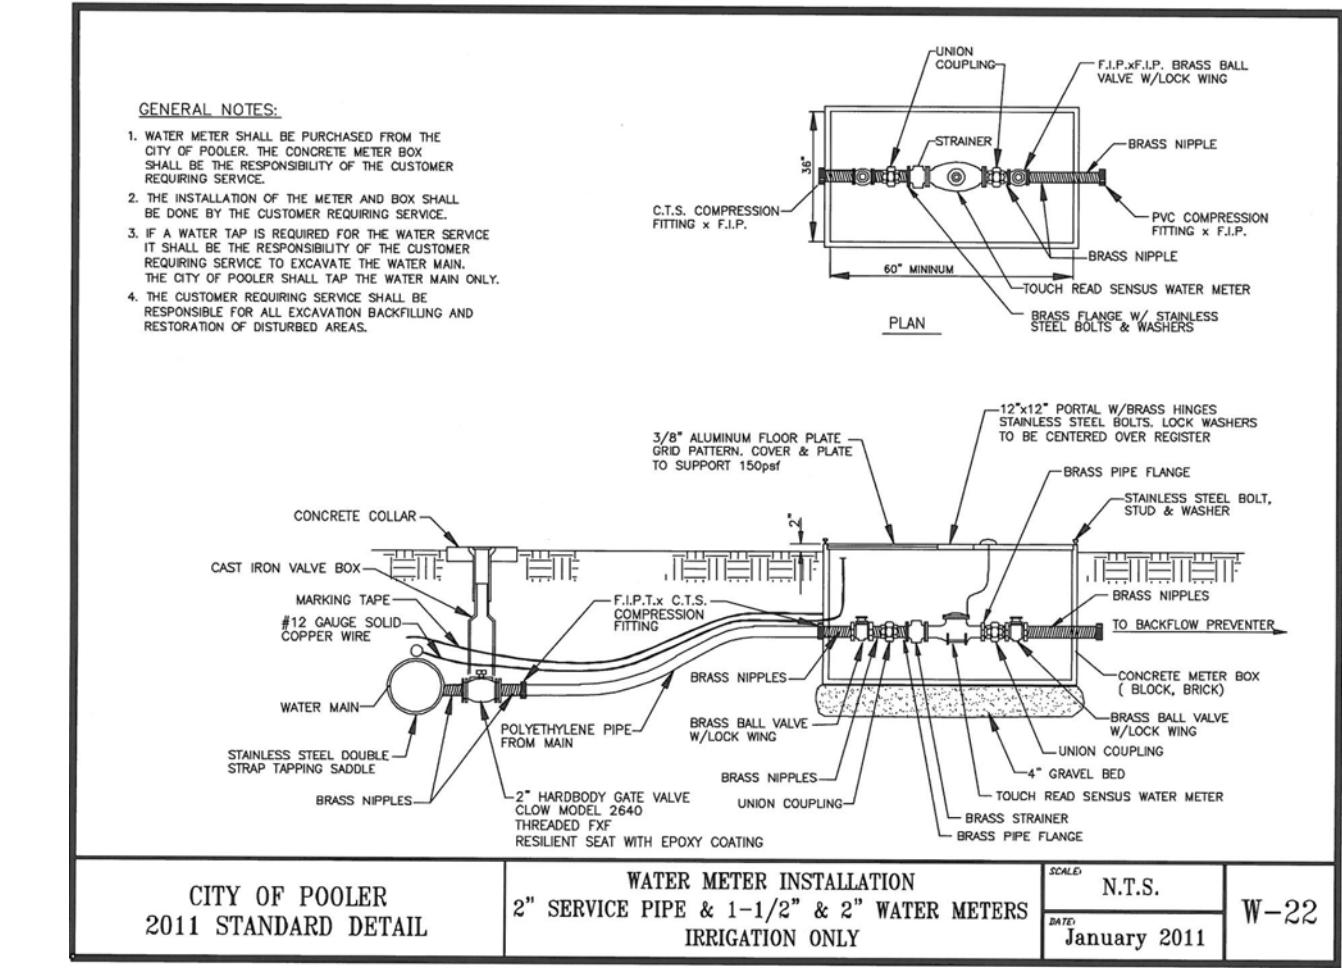 GENERAL NOTES:
1. WATER METER SHALL BE PURCHASED FROM THE
CITY OF POOLER. THE CONCRETE METER BOX
SHALL BE THE RESPONSIBILITY OF THE CUSTOMER
REQUIRING SERVICE.
2. THE INSTALLATION OF THE METER AND BOX SHALL
BE DONE BY THE CUSTOMER REQUIRING SERVICE.
3. IF A WATER TAP IS REQUIRED FOR THE WATER SERVICE
IT SHALL BE THE RESPONSIBILITY OF THE CUSTOMER
REQUIRING SERVICE TO EXCAVATE THE WATER MAIN.
THE CITY OF POOLER SHALL TAP THE WATER MAIN ONLY.
4. THE CUSTOMER REQUIRING SERVICE SHALL BE
RESPONSIBLE FOR ALL EXCAVATION BACKFILLING AND
RESTORATION OF DISTURBED AREAS.
UNION
COUPLING
F.I.P.xF.I.P. BRASS BALL
VALVE W/LOCK WING
STRAINER
BRASS NIPPLE
36"
C.T.S. COMPRESSION
FITTING x F.I.P.
PVC COMPRESSION
FITTING x F.I.P.
BRASS NIPPLE
60" MININUM
TOUCH READ SENSUS WATER METER
BRASS FLANGE W/ STAINLESS
STEEL BOLTS & WASHERS
PLAN
12"x12" PORTAL W/BRASS HINGES
STAINLESS STEEL BOLTS. LOCK WASHERS
TO BE CENTERED OVER REGISTER
3/8" ALUMINUM FLOOR PLATE
GRID PATTERN. COVER & PLATE
TO SUPPORT 150psf
BRASS PIPE FLANGE
STAINLESS STEEL BOLT,
STUD & WASHER
CONCRETE COLLAR
2"
CAST IRON VALVE BOX
MARKING TAPE
#12 GAUGE SOLID
COPPER WIRE
F.I.P.T.x C.T.S.
COMPRESSION
FITTING
BRASS NIPPLES
TO BACKFLOW PREVENTER
BRASS NIPPLES
CONCRETE METER BOX
( BLOCK, BRICK)
WATER MAIN
POLYETHYLENE PIPE
FROM MAIN
BRASS BALL VALVE
W/LOCK WING
BRASS BALL VALVE
W/LOCK WING
STAINLESS STEEL DOUBLE
STRAP TAPPING SADDLE
UNION COUPLING
BRASS NIPPLES
4" GRAVEL BED
BRASS NIPPLES
2" HARDBODY GATE VALVE
CLOW MODEL 2640
THREADED FXF
RESILIENT SEAT WITH EPOXY COATING
UNION COUPLING
TOUCH READ SENSUS WATER METER
BRASS STRAINER
BRASS PIPE FLANGE
CITY OF POOLER
2011 STANDARD DETAIL
WATER METER INSTALLATION
2" SERVICE PIPE & 1-1/2" & 2" WATER METERS
IRRIGATION ONLY
SCALE:
N.T.S.
DATE:
January 2011
W-22